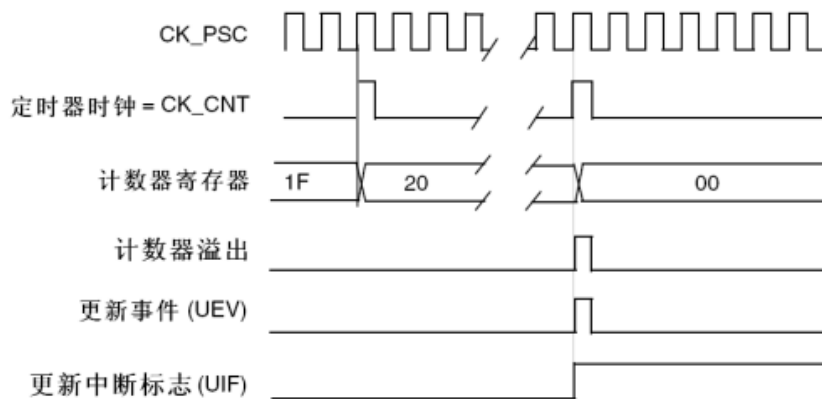 CK_PSC
定时器时钟 = CK_CNT
计数器寄存器 1F 20 00
计数器溢出
更新事件 (UEV)
更新中断标志 (UIF)